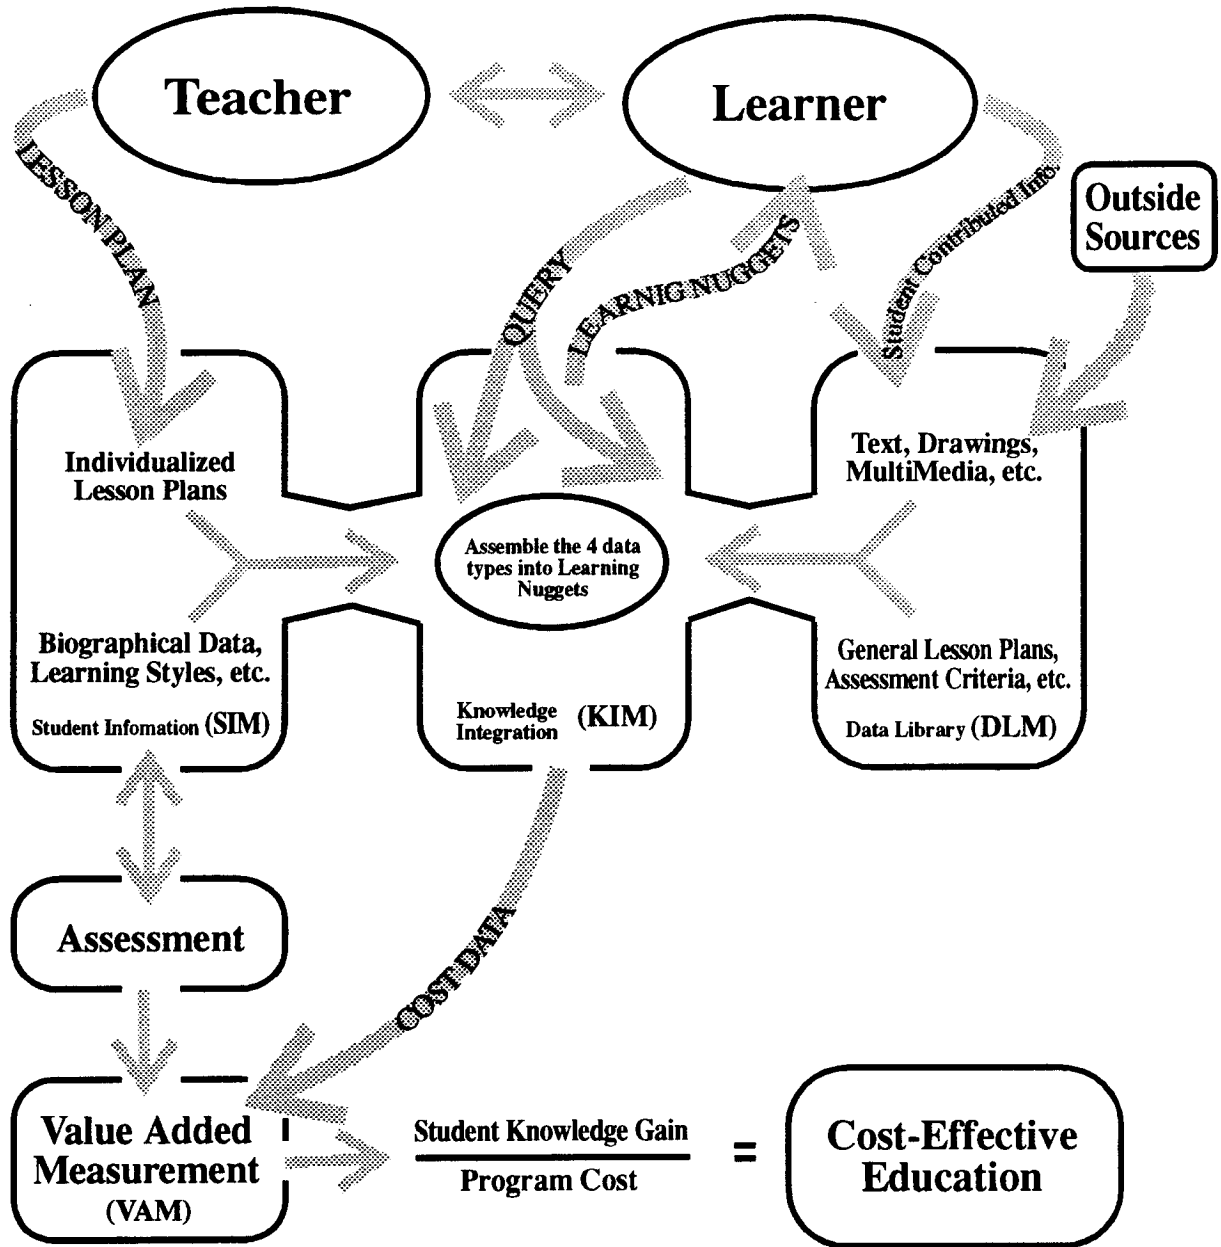 Teacher
Learner
LESSON PLAN
QUERY
LEARNIG NUGGETS
Student Contributed Info.
Outside
Sources
Individualized
Lesson Plans
Biographical Data,
Learning Styles, etc.
Student Infomation (SIM)
Assemble the 4 data
types into Learning
Nuggets
Knowledge
Integration (KIM)
Text, Drawings,
MultiMedia, etc.
General Lesson Plans,
Assessment Criteria, etc.
Data Library (DLM)
Assessment
COST DATA
Value Added
Measurement
(VAM)
Student Knowledge Gain
Program Cost
=
Cost-Effective
Education